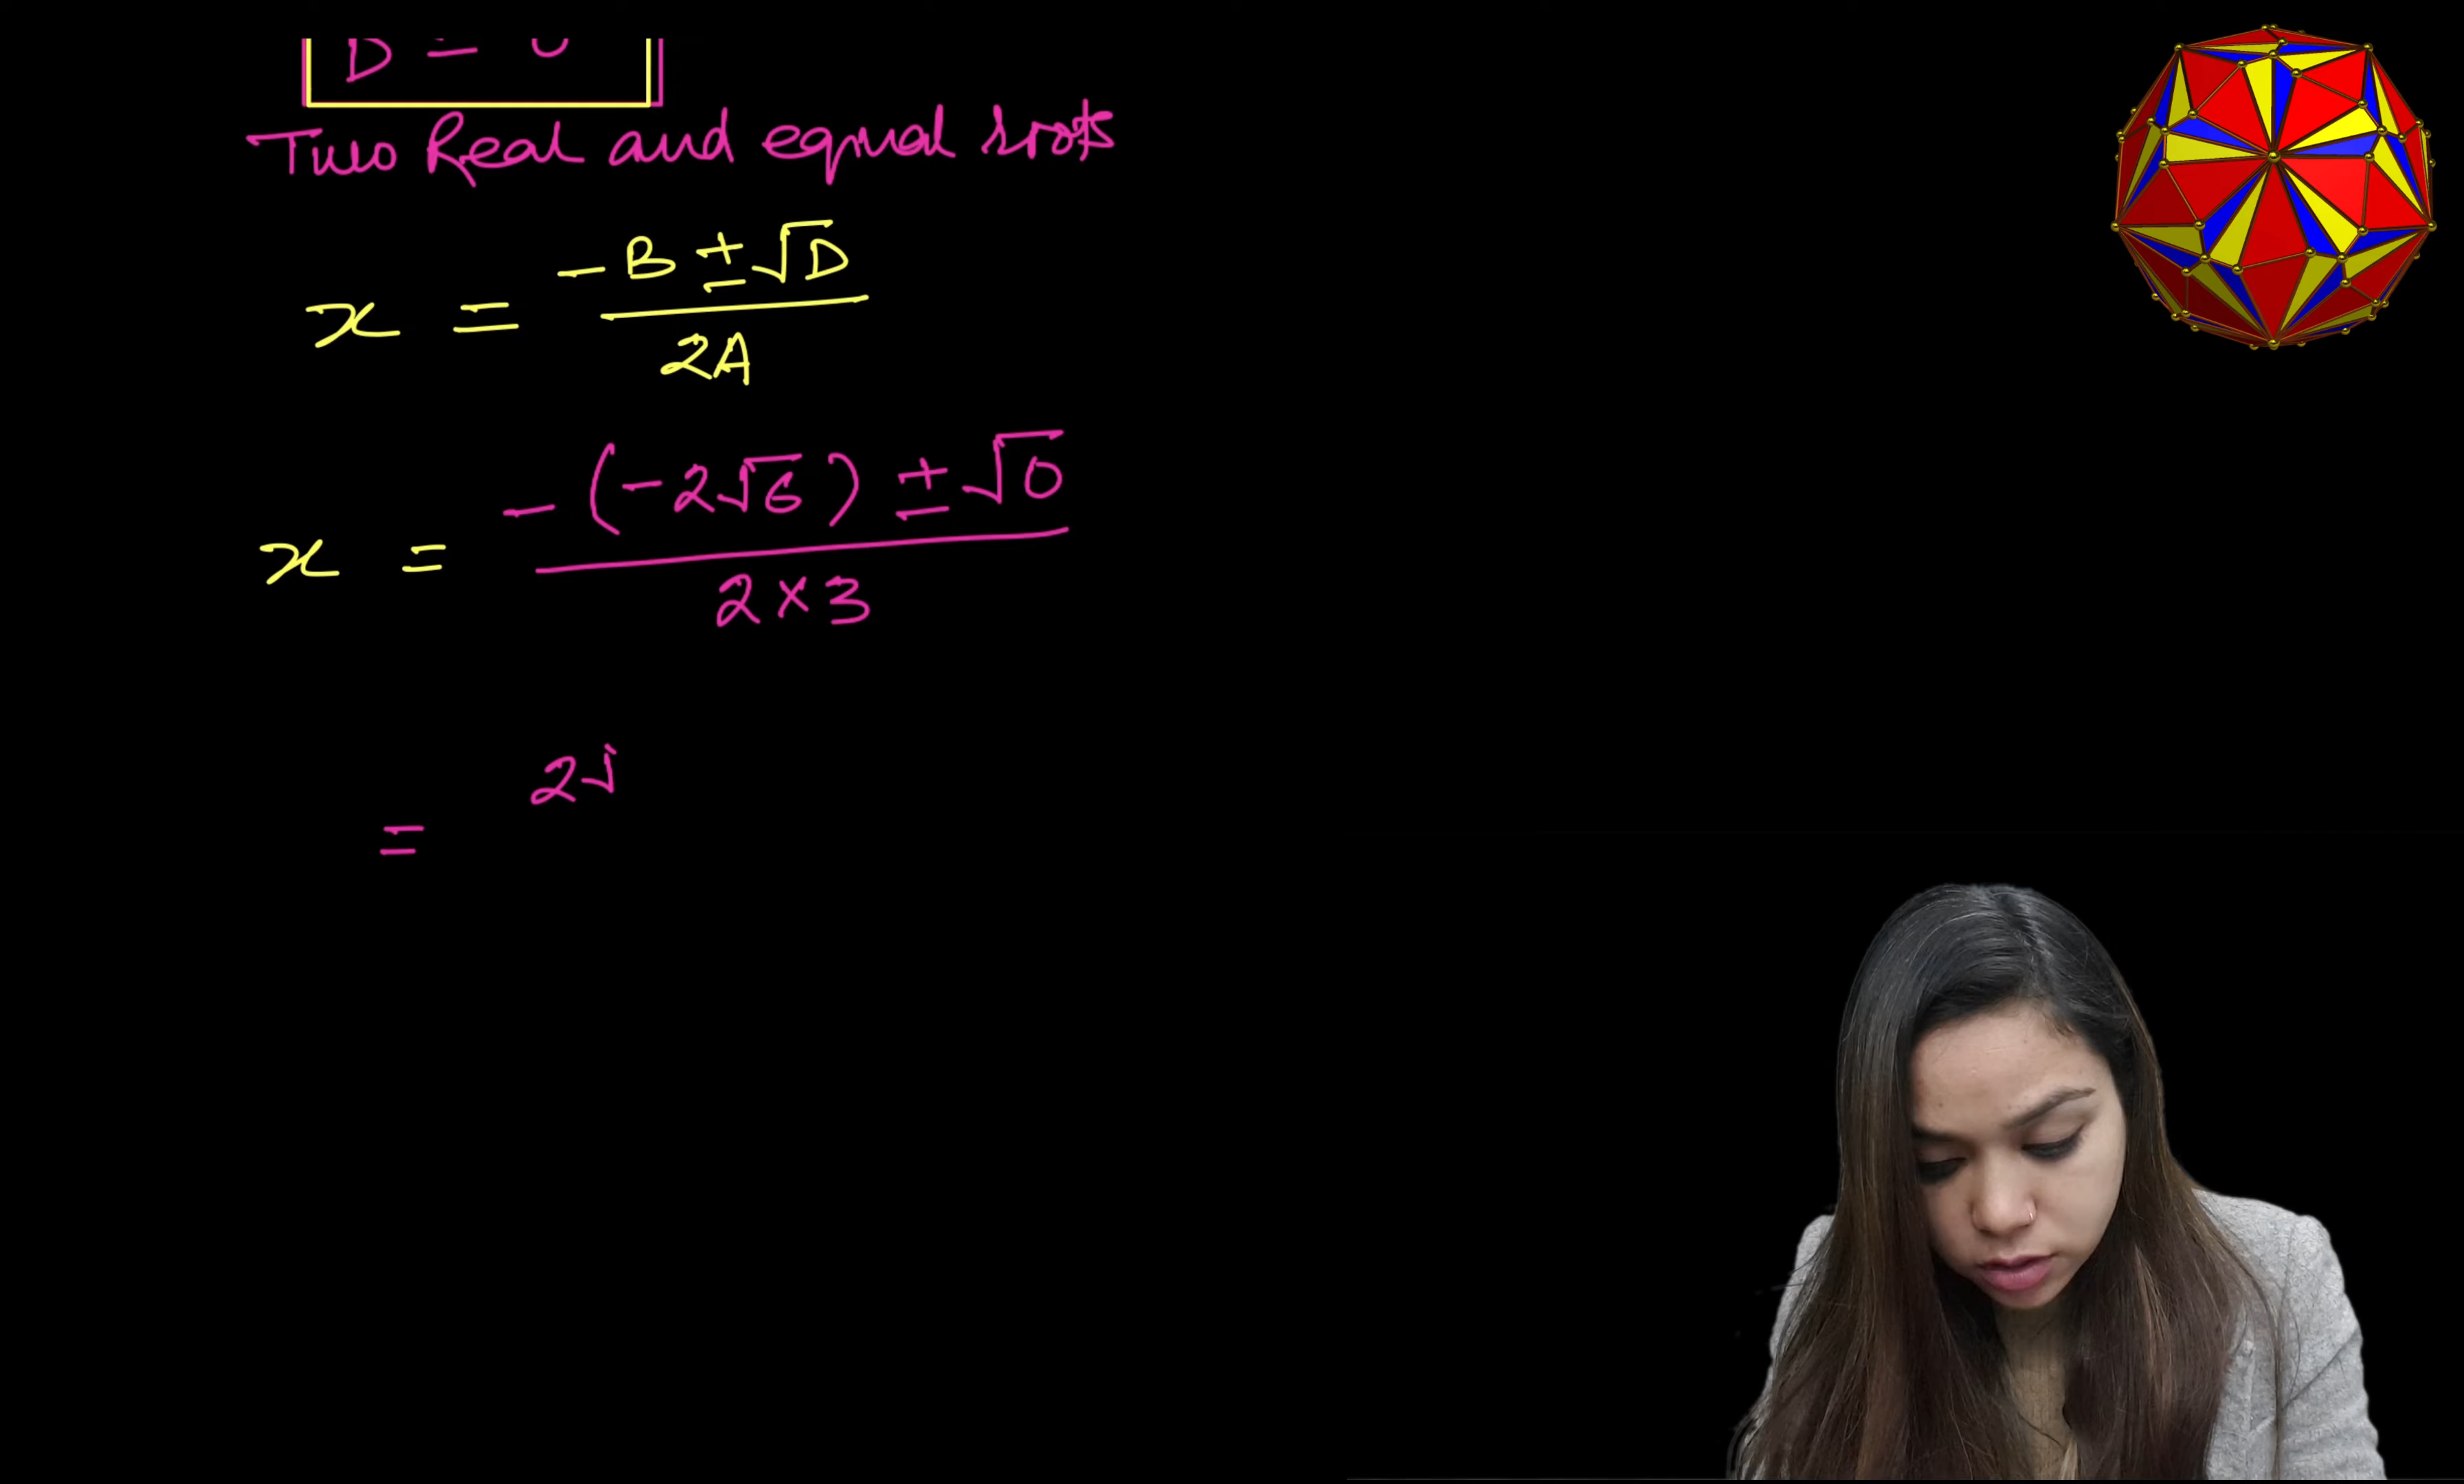 D = 0
Two Real and equal roots
x = -B ± √D / 2A
x = -(-2√6) ± √0 / 2 × 3
= 2√